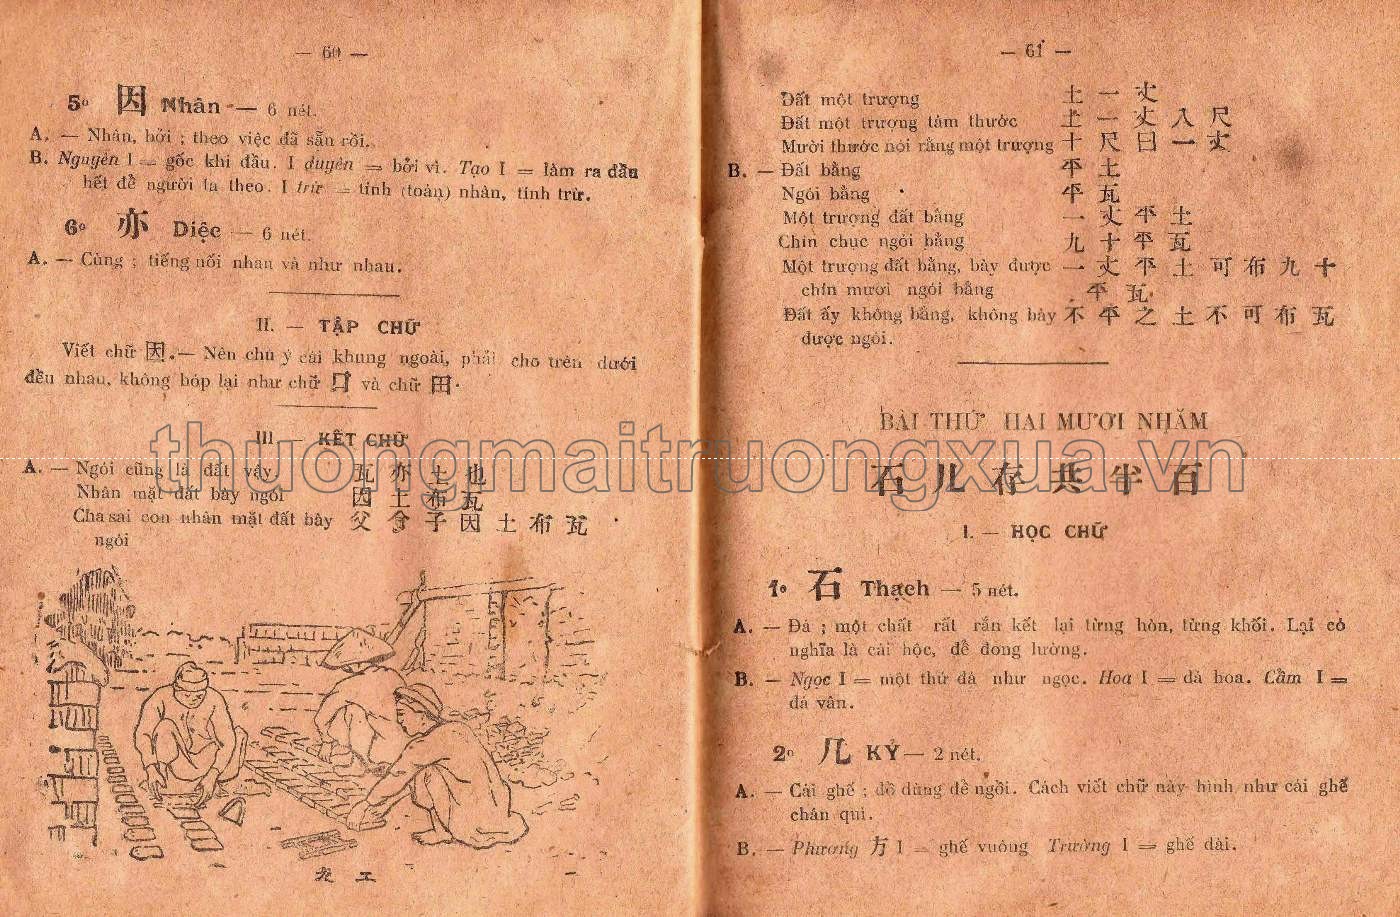 — 60 —
5º 因 Nhân — 6 nét.
A. — Nhân, bởi ; theo việc đã sẵn rồi.
B. Nguyên I = gốc khi đầu. I duyên = bởi vì. Tạo I = làm ra đầu
hết để người ta theo. I trừ = tính (toán) nhân, tính trừ.
6º 亦 Diệc — 6 nét.
A. — Cũng ; tiếng nối nhau và như nhau.
II. — TẬP CHỮ
Viết chữ 因. — Nên chú ý cái khung ngoài, phải cho trên dưới
đều nhau, không bóp lại như chữ 口 và chữ 田.
III — KẾT CHỮ
A. — Ngói cũng là đất vậy 瓦 亦 土 也
Nhân mặt đất bày ngói 因 土 布 瓦
Cha sai con nhân mặt đất bày 父 令 子 因 土 布 瓦
ngói
工
— 61 —
Đất một trượng 土 一 丈
Đất một trượng tám thước 土 一 丈 八 尺
Mười thước nói rằng một trượng 十 尺 曰 一 丈
B. — Đất bằng 平 土
Ngói bằng 平 瓦
Một trượng đất bằng 一 丈 平 土
Chín chục ngói bằng 九 十 平 瓦
Một trượng đất bằng, bày được 一 丈 平 土 可 布 九 十
chín mươi ngói bằng 平 瓦
Đất ấy không bằng, không bày 不 平 之 土 不 可 布 瓦
được ngói.
BÀI THỨ HAI MƯƠI NHĂM
石 几 存 共 半 百
I. — HỌC CHỮ
1º 石 Thạch — 5 nét.
A. — Đá ; một chất rất rắn kết lại từng hòn, từng khối. Lại có
nghĩa là cái hộc, để đong lường.
B. — Ngọc I = một thứ đá như ngọc. Hoa I = đá hoa. Cẩm I =
đá vân.
2º 几 KỶ — 2 nét.
A. — Cái ghế ; đồ dùng để ngồi. Cách viết chữ này hình như cái ghế
chân quì.
B. — Phương 方 I = ghế vuông Trường I = ghế dài.
thuongmaitruongxua.vn